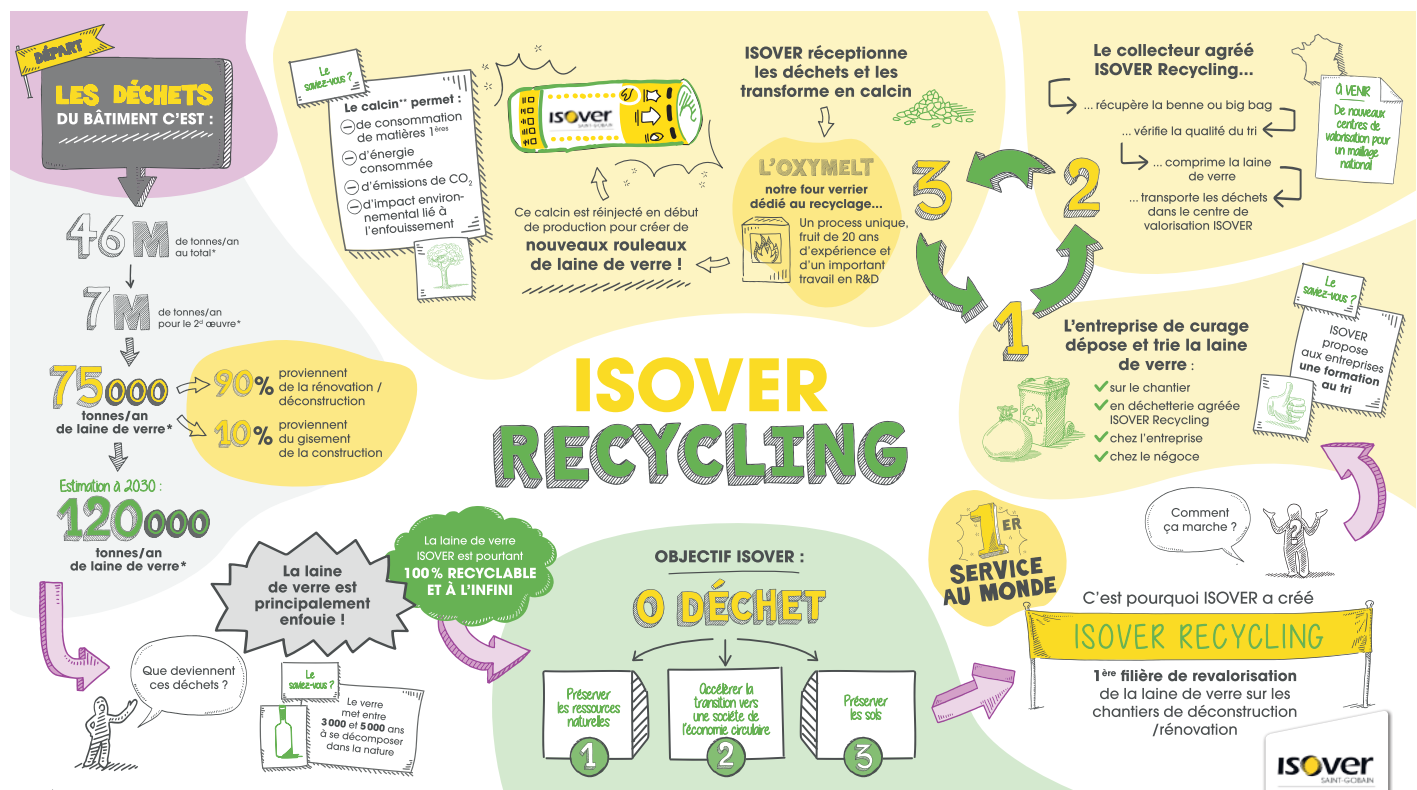 DÉPART
LES DÉCHETS
DU BÂTIMENT C'EST :
46 M
de tonnes/an
au total*
7 M
de tonnes/an
pour le 2d œuvre*
75000
tonnes/an
de laine de verre*
90%
proviennent
de la rénovation /
déconstruction
10%
proviennent
du gisement
de la construction
Estimation à 2030 :
120000
tonnes/an
de laine de verre*
Que deviennent
ces déchets ?
La laine
de verre est
principalement
enfouie !
Le
saviez-vous ?
Le verre
met entre
3000 et 5000 ans
à se décomposer
dans la nature
La laine de verre
ISOVER est pourtant
100% RECYCLABLE
ET À L'INFINI
OBJECTIF ISOVER :
0 DÉCHET
Préserver
les ressources
naturelles
1
Accélérer la
transition vers
une société de
l'économie circulaire
2
Préserver
les sols
3
1ER
SERVICE
AU MONDE
C'est pourquoi ISOVER a créé
ISOVER RECYCLING
1ère filière de revalorisation
de la laine de verre sur les
chantiers de déconstruction
/rénovation
isover
SAINT-GOBAIN
Comment
ça marche ?
?
ISOVER
RECYCLING
1
L'entreprise de curage
dépose et trie la laine
de verre :
sur le chantier
en déchetterie agréée
ISOVER Recycling
chez l'entreprise
chez le négoce
Le
saviez-vous ?
ISOVER
propose
aux entreprises
une formation
au tri
2
Le collecteur agréé
ISOVER Recycling...
... récupère la benne ou big bag
... vérifie la qualité du tri
... comprime la laine
de verre
... transporte les déchets
dans le centre de
valorisation ISOVER
À VENIR
De nouveaux
centres de
valorisation pour
un maillage
national
3
ISOVER réceptionne
les déchets et les
transforme en calcin
L'OXYMELT
notre four verrier
dédié au recyclage...
Un process unique,
fruit de 20 ans
d'expérience et
d'un important
travail en R&D
Ce calcin est réinjecté en début
de production pour créer de
nouveaux rouleaux
de laine de verre !
isover
SAINT-GOBAIN
Le
saviez-vous ?
Le calcin** permet :
- de consommation
de matières 1ères
- d'énergie
consommée
- d'émissions de CO2
- d'impact environ-
nemental lié à
l'enfouissement